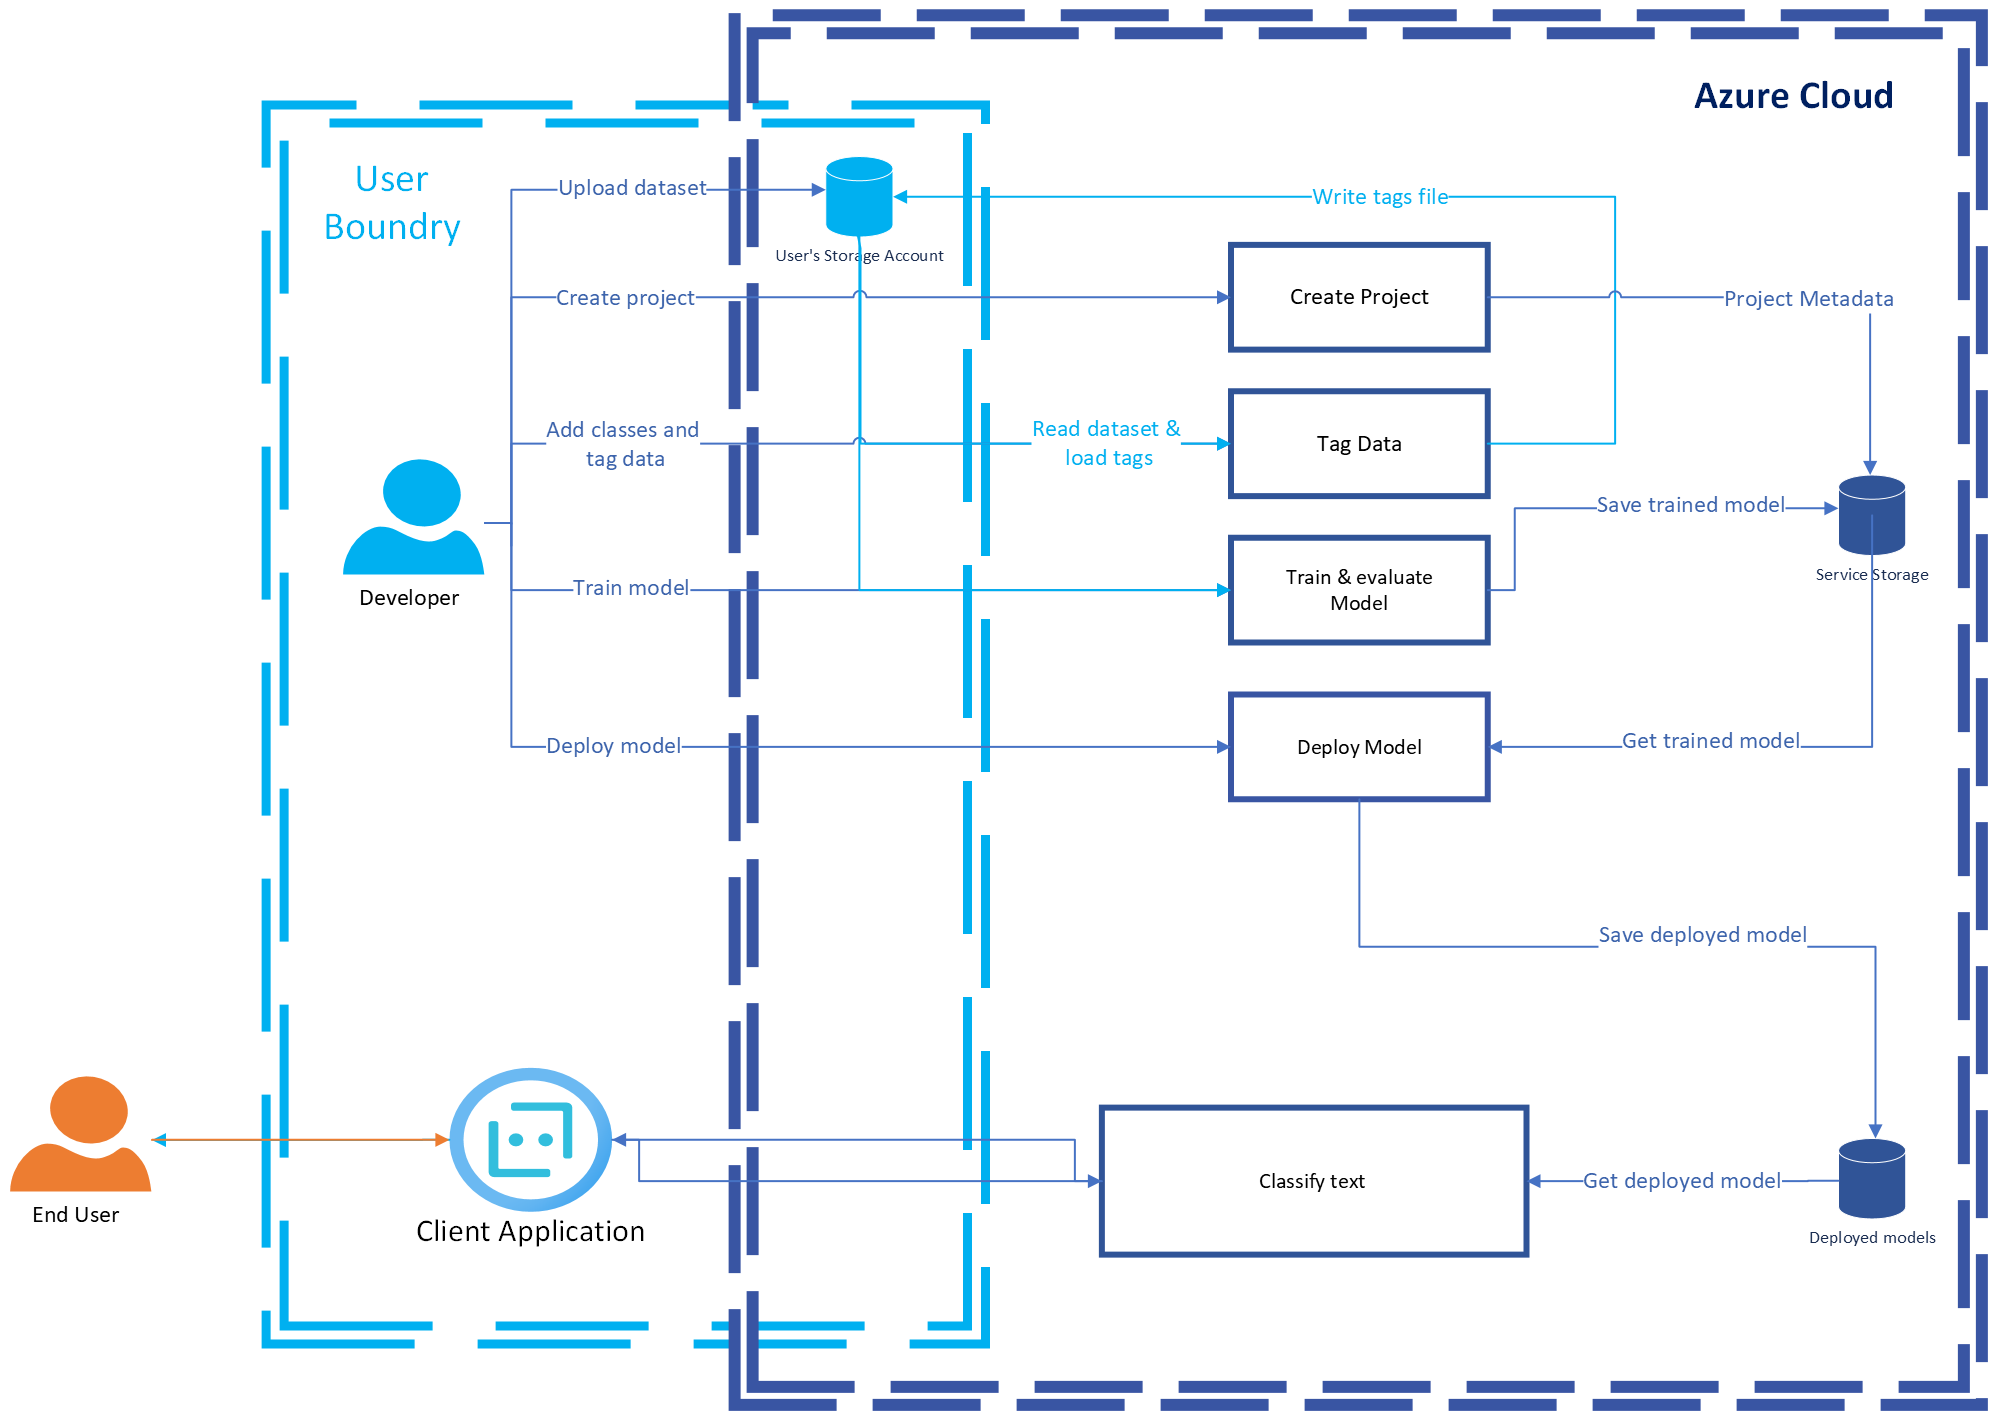 Azure Cloud
User
Boundry
Upload dataset
Write tags file
User's Storage Account
Create project
Create Project
Project Metadata
Add classes and
tag data
Read dataset &
load tags
Tag Data
Save trained model
Developer
Train model
Train & evaluate
Model
Service Storage
Deploy model
Deploy Model
Get trained model
Save deployed model
End User
Client Application
Classify text
Get deployed model
Deployed models